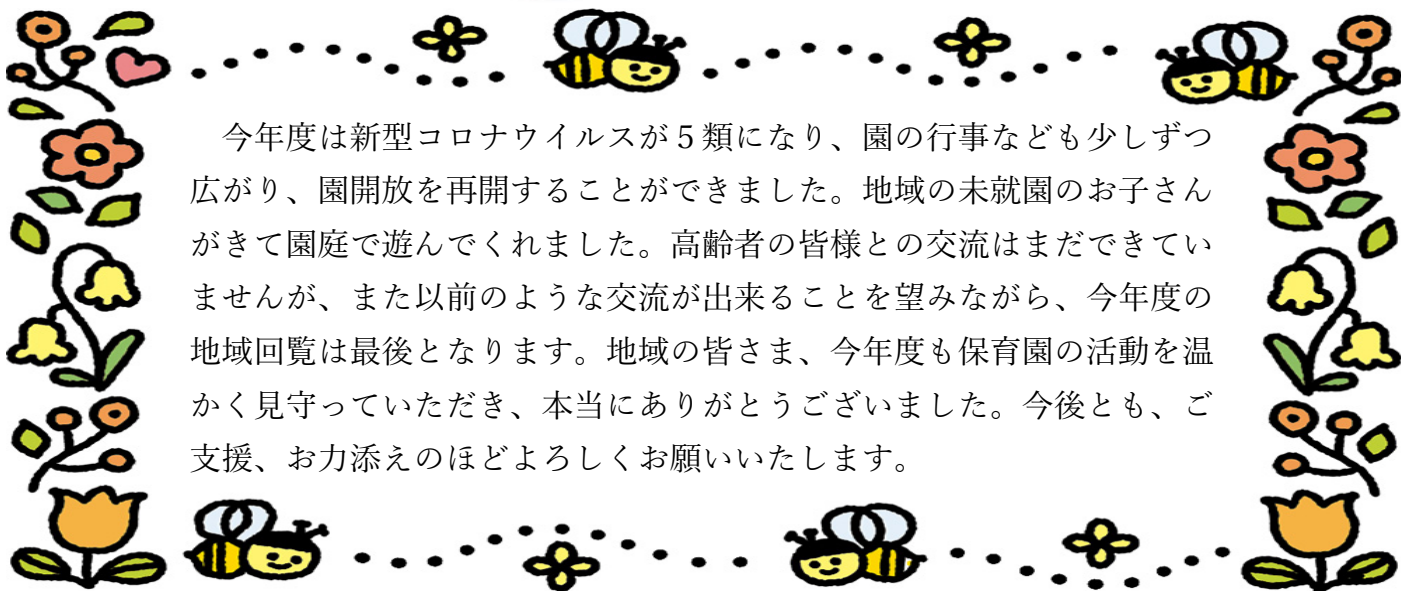 今年度は新型コロナウイルスが５類になり、園の行事なども少しずつ
広がり、園開放を再開することができました。地域の未就園のお子さん
がきて園庭で遊んでくれました。高齢者の皆様との交流はまだできてい
ませんが、また以前のような交流が出来ることを望みながら、今年度の
地域回覧は最後となります。地域の皆さま、今年度も保育園の活動を温
かく見守っていただき、本当にありがとうございました。今後とも、ご
支援、お力添えのほどよろしくお願いいたします。